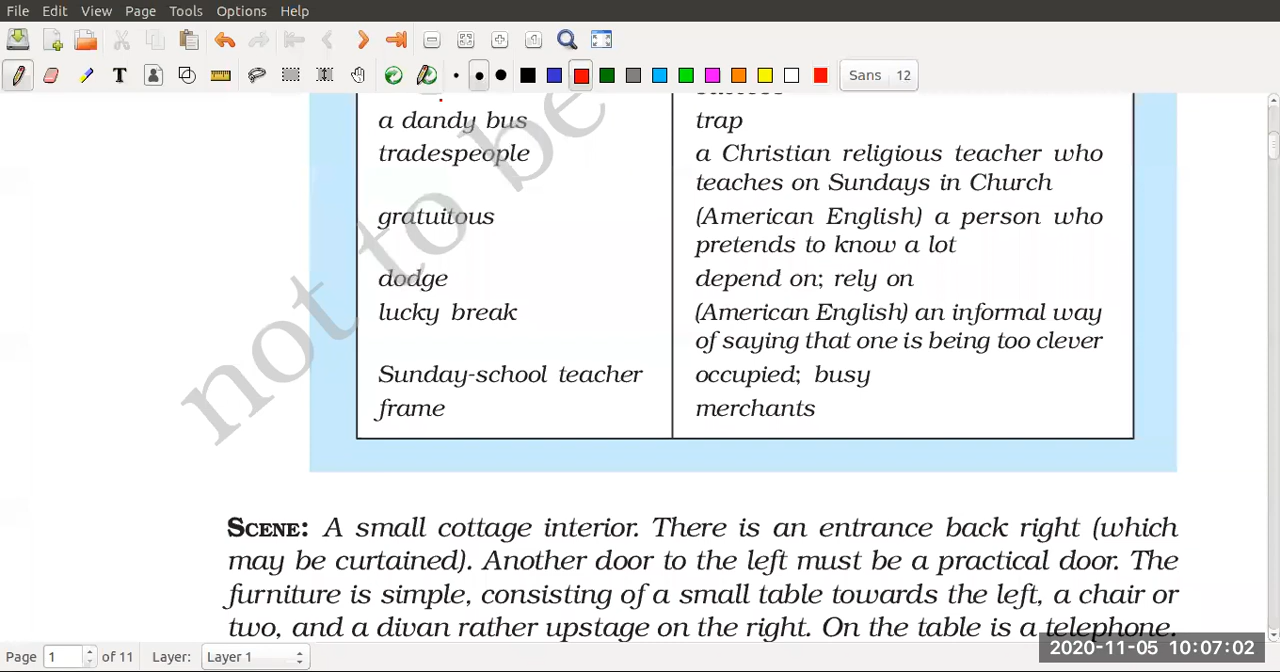 File Edit View Page Tools Options Help
T Sans 12
a dandy bus trap
tradespeople a Christian religious teacher who
teaches on Sundays in Church
gratuitous (American English) a person who
pretends to know a lot
dodge depend on; rely on
lucky break (American English) an informal way
of saying that one is being too clever
Sunday-school teacher occupied; busy
frame merchants
not to be
SCENE: A small cottage interior. There is an entrance back right (which
may be curtained). Another door to the left must be a practical door. The
furniture is simple, consisting of a small table towards the left, a chair or
two, and a divan rather upstage on the right. On the table is a telephone.
2020-11-05 10:07:02
Page 1 of 11 Layer: Layer 1